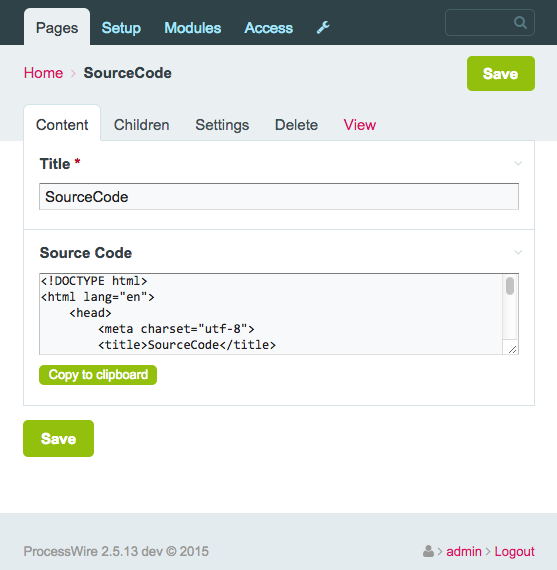 Pages Setup Modules Access
Home > SourceCode Save
Content Children Settings Delete View
Title *
SourceCode
Source Code
<!DOCTYPE html>
<html lang="en">
    <head>
        <meta charset="utf-8">
        <title>SourceCode</title>
Copy to clipboard
Save
ProcessWire 2.5.13 dev © 2015 > admin > Logout